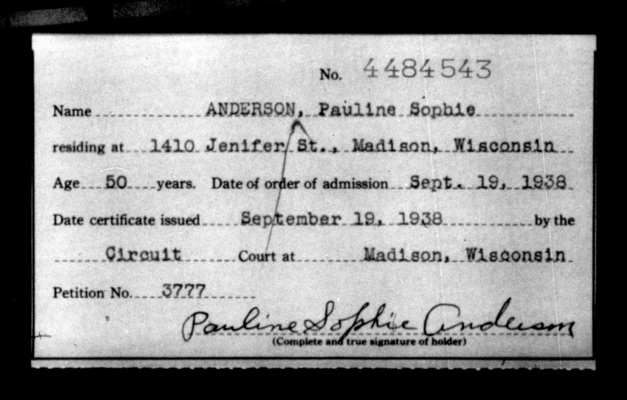 No. 4484543
Name ANDERSON, Pauline Sophie
residing at 1410 Jenifer St., Madison, Wisconsin
Age 50 years. Date of order of admission Sept. 19, 1938
Date certificate issued September 19, 1938 by the
Circuit Court at Madison, Wisconsin
Petition No. 3777
Pauline Sophie Anderson
(Complete and true signature of holder)